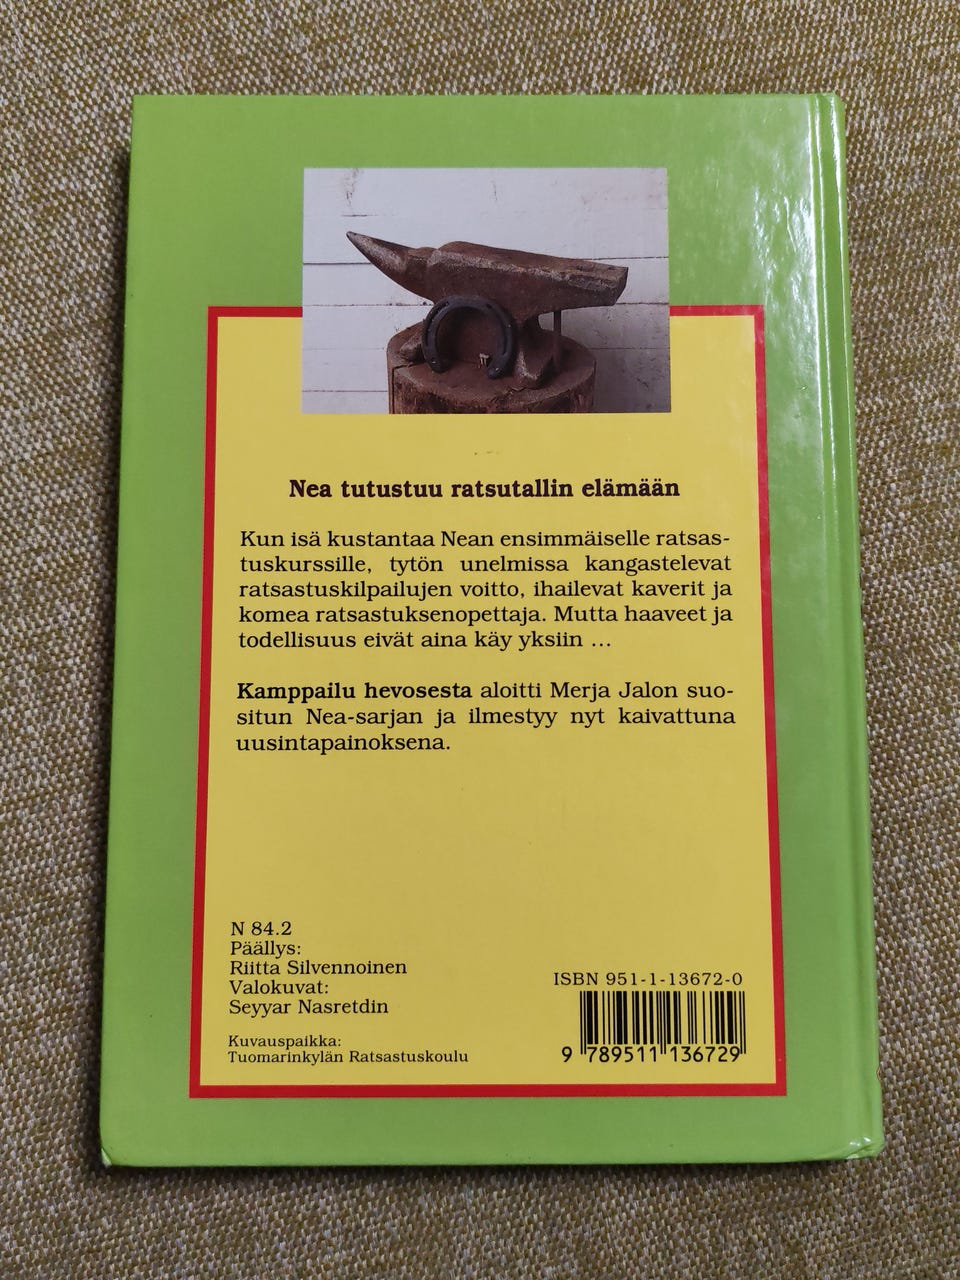 Nea tutustuu ratsutallin elämään
Kun isä kustantaa Nean ensimmäiselle ratsas-
tuskurssille, tytön unelmissa kangastelevat
ratsastuskilpailujen voitto, ihailevat kaverit ja
komea ratsastuksenopettaja. Mutta haaveet ja
todellisuus eivät aina käy yksiin ...
Kamppailu hevosesta aloitti Merja Jalon suo-
situn Nea-sarjan ja ilmestyy nyt kaivattuna
uusintapainoksena.
N 84.2
Päällys:
Riitta Silvennoinen
Valokuvat:
Seyyar Nasretdin
Kuvauspaikka:
Tuomarinkylän Ratsastuskoulu
ISBN 951-1-13672-0
9 789511 136729